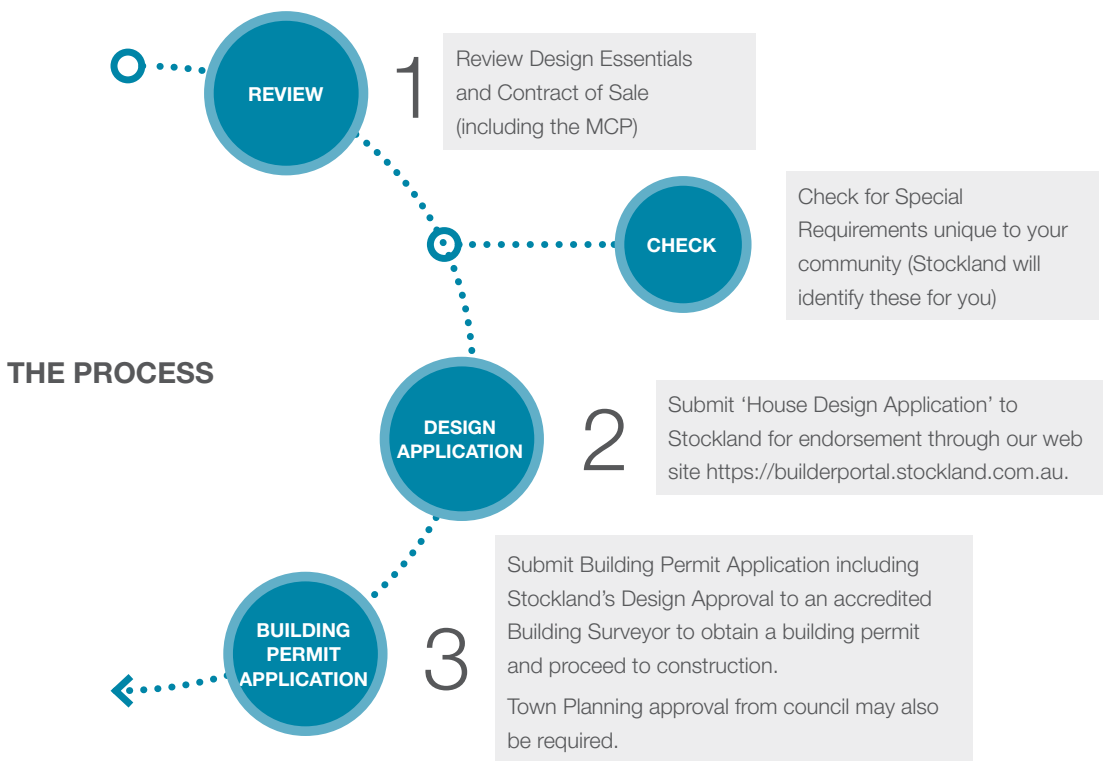 REVIEW
1
Review Design Essentials
and Contract of Sale
(including the MCP)
CHECK
Check for Special
Requirements unique to your
community (Stockland will
identify these for you)
THE PROCESS
DESIGN
APPLICATION
2
Submit ‘House Design Application’ to
Stockland for endorsement through our web
site https://builderportal.stockland.com.au.
BUILDING
PERMIT
APPLICATION
3
Submit Building Permit Application including
Stockland’s Design Approval to an accredited
Building Surveyor to obtain a building permit
and proceed to construction.
Town Planning approval from council may also
be required.